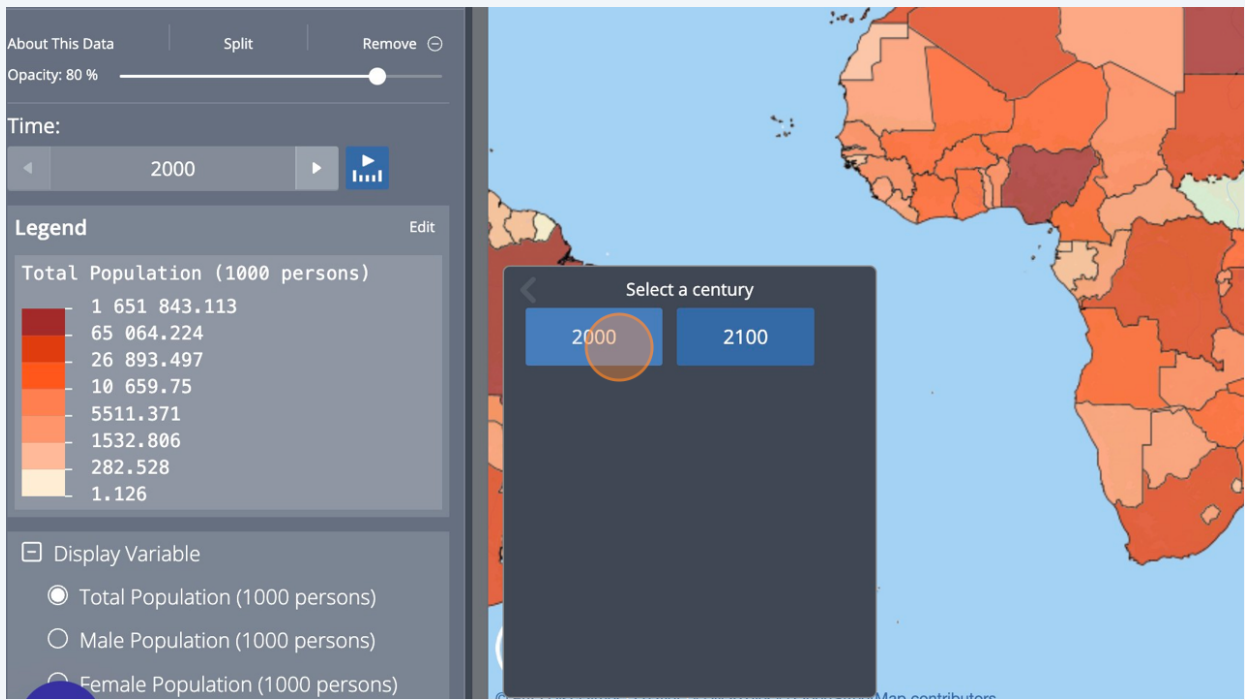 About This Data
Split
Remove
Opacity: 80 %
Time:
2000
Legend
Edit
Total Population (1000 persons)
1 651 843.113
65 064.224
26 893.497
10 659.75
5511.371
1532.806
282.528
1.126
Display Variable
Total Population (1000 persons)
Male Population (1000 persons)
Female Population (1000 persons)
Select a century
2000
2100
Map contributors